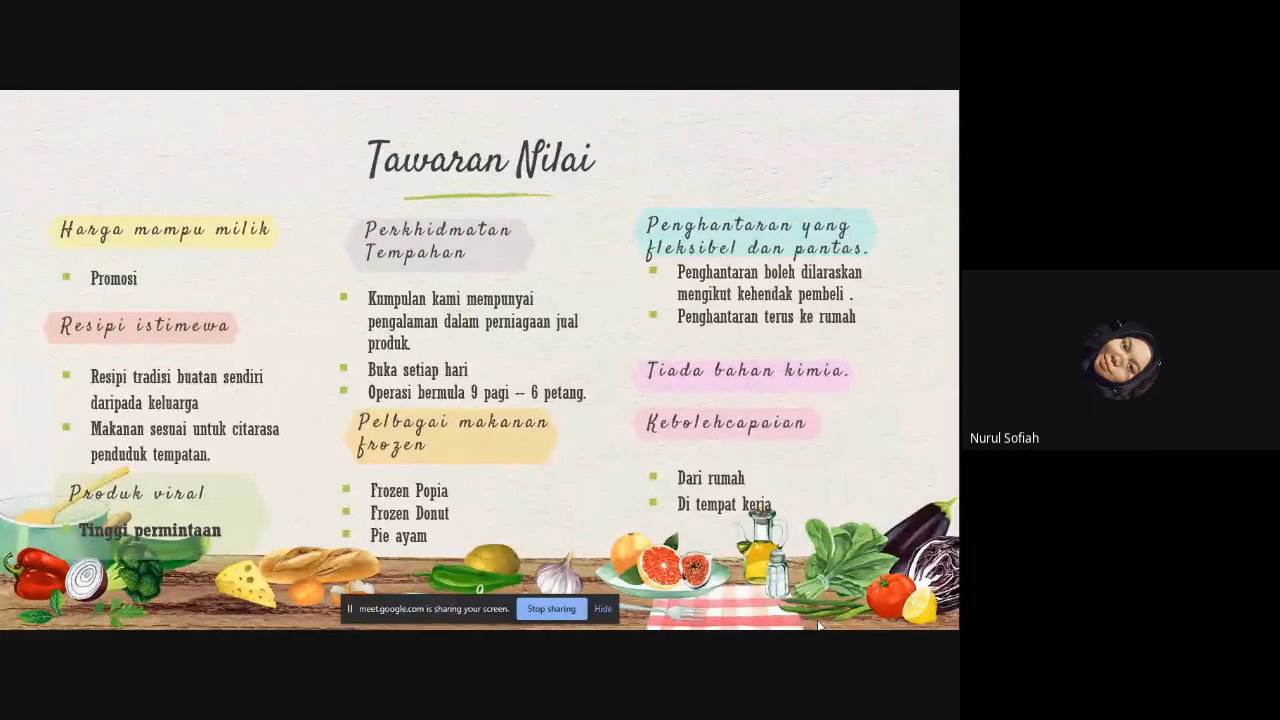 Tawaran Nilai
Harga mampu milik
Promosi
Resipi istimewa
Resipi tradisi buatan sendiri
daripada keluarga
Makanan sesuai untuk citarasa
penduduk tempatan.
Produk viral
Tinggi permintaan
Perkhidmatan
Tempahan
Kumpulan kami mempunyai
pengalaman dalam perniagaan jual
produk.
Buka setiap hari
Operasi bermula 9 pagi -- 6 petang.
Pelbagai makanan
frozen
Frozen Popia
Frozen Donut
Pie ayam
Penghantaran yang
fleksibel dan pantas.
Penghantaran boleh dilaraskan
mengikut kehendak pembeli .
Penghantaran terus ke rumah
Tiada bahan kimia.
Kebolehcapaian
Dari rumah
Di tempat kerja
9
meet.google.com is sharing your screen.
Stop sharing
Hide
Nurul Sofiah